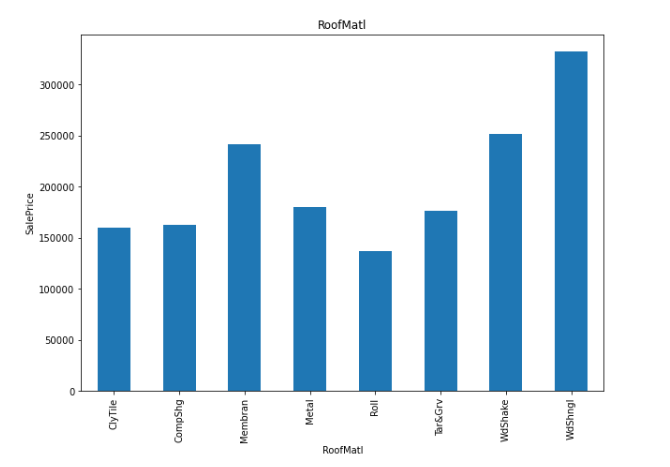 RoofMatl
SalePrice
300000
250000
200000
150000
100000
50000
0
ClyTile
CompShg
Membran
Metal
Roll
Tar&Grv
WdShake
WdShngl
RoofMatl